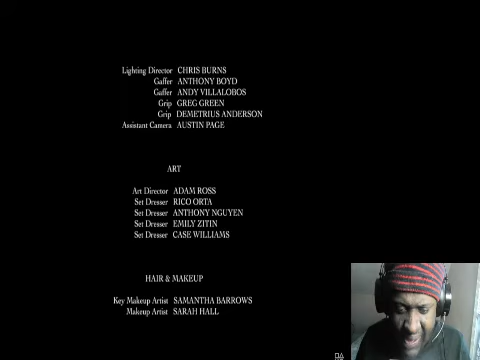 Lighting Director CHRIS BURNS
Gaffer ANTHONY BOYD
Gaffer ANDY VILLALOBOS
Grip GREG GREEN
Grip DEMETRIUS ANDERSON
Assistant Camera AUSTIN PAGE
ART
Art Director ADAM ROSS
Set Dresser RICO ORTA
Set Dresser ANTHONY NGUYEN
Set Dresser EMILY ZITIN
Set Dresser CASE WILLIAMS
HAIR & MAKEUP
Key Makeup Artist SAMANTHA BARROWS
Makeup Artist SARAH HALL